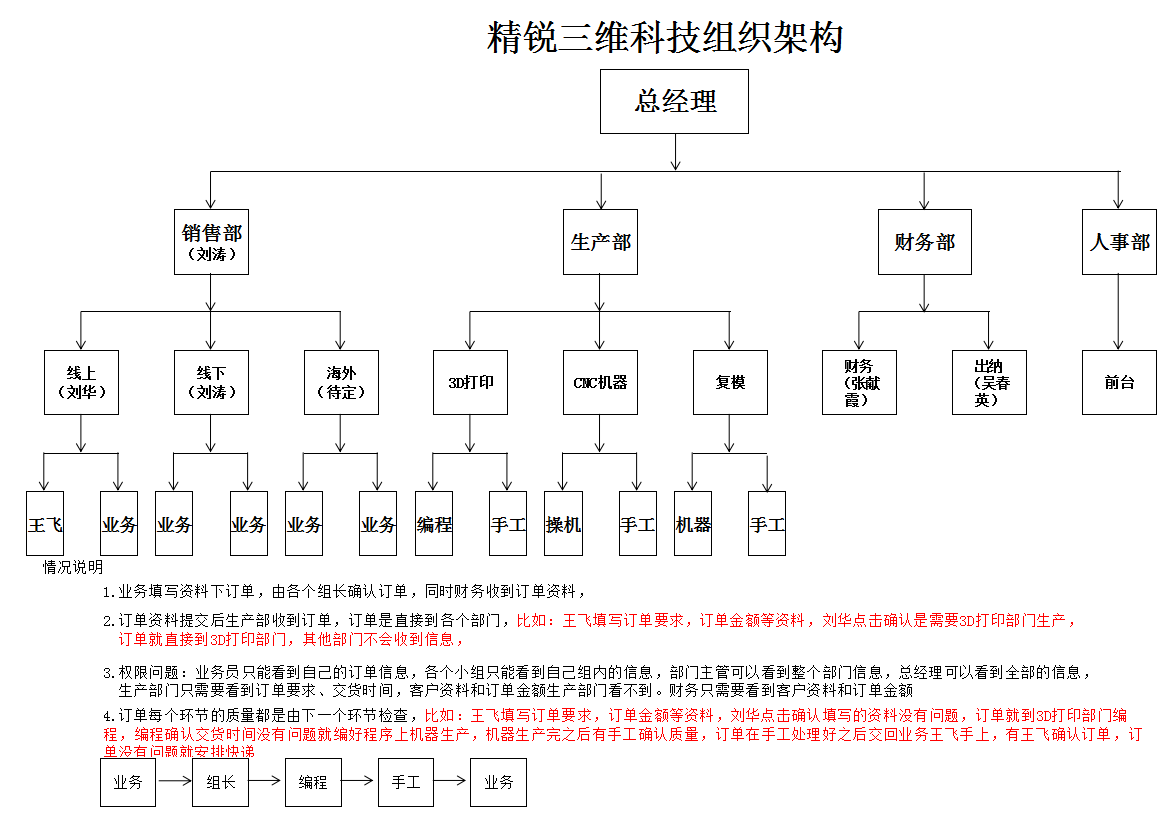 精锐三维科技组织架构
总经理
销售部
（刘涛）
生产部
财务部
人事部
线上
（刘华）
线下
（刘涛）
海外
（待定）
3D打印
CNC机器
复模
财务
（张献
霞）
出纳
（吴春
英）
前台
王飞
业务
业务
业务
业务
业务
编程
手工
操机
手工
机器
手工
情况说明
1.业务填写资料下订单，由各个组长确认订单，同时财务收到订单资料，
2.订单资料提交后生产部收到订单，订单是直接到各个部门，比如：王飞填写订单要求，订单金额等资料，刘华点击确认是需要3D打印部门生产，
订单就直接到3D打印部门，其他部门不会收到信息，
3.权限问题：业务员只能看到自己的订单信息，各个小组只能看到自己组内的信息，部门主管可以看到整个部门信息，总经理可以看到全部的信息，
生产部门只需要看到订单要求、交货时间，客户资料和订单金额生产部门看不到。财务只需要看到客户资料和订单金额
4.订单每个环节的质量都是由下一个环节检查，比如：王飞填写订单要求，订单金额等资料，刘华点击确认填写的资料没有问题，订单就到3D打印部门编
程，编程确认交货时间没有问题就编好程序上机器生产，机器生产完之后有手工确认质量，订单在手工处理好之后交回业务王飞手上，有王飞确认订单，订
单没有问题就安排快递
业务
组长
编程
手工
业务